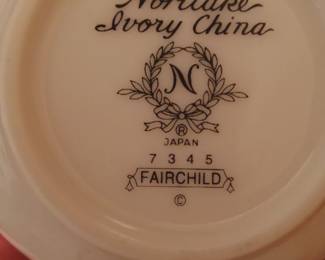 Noritake
Ivory China
N
®
JAPAN
7345
FAIRCHILD
©